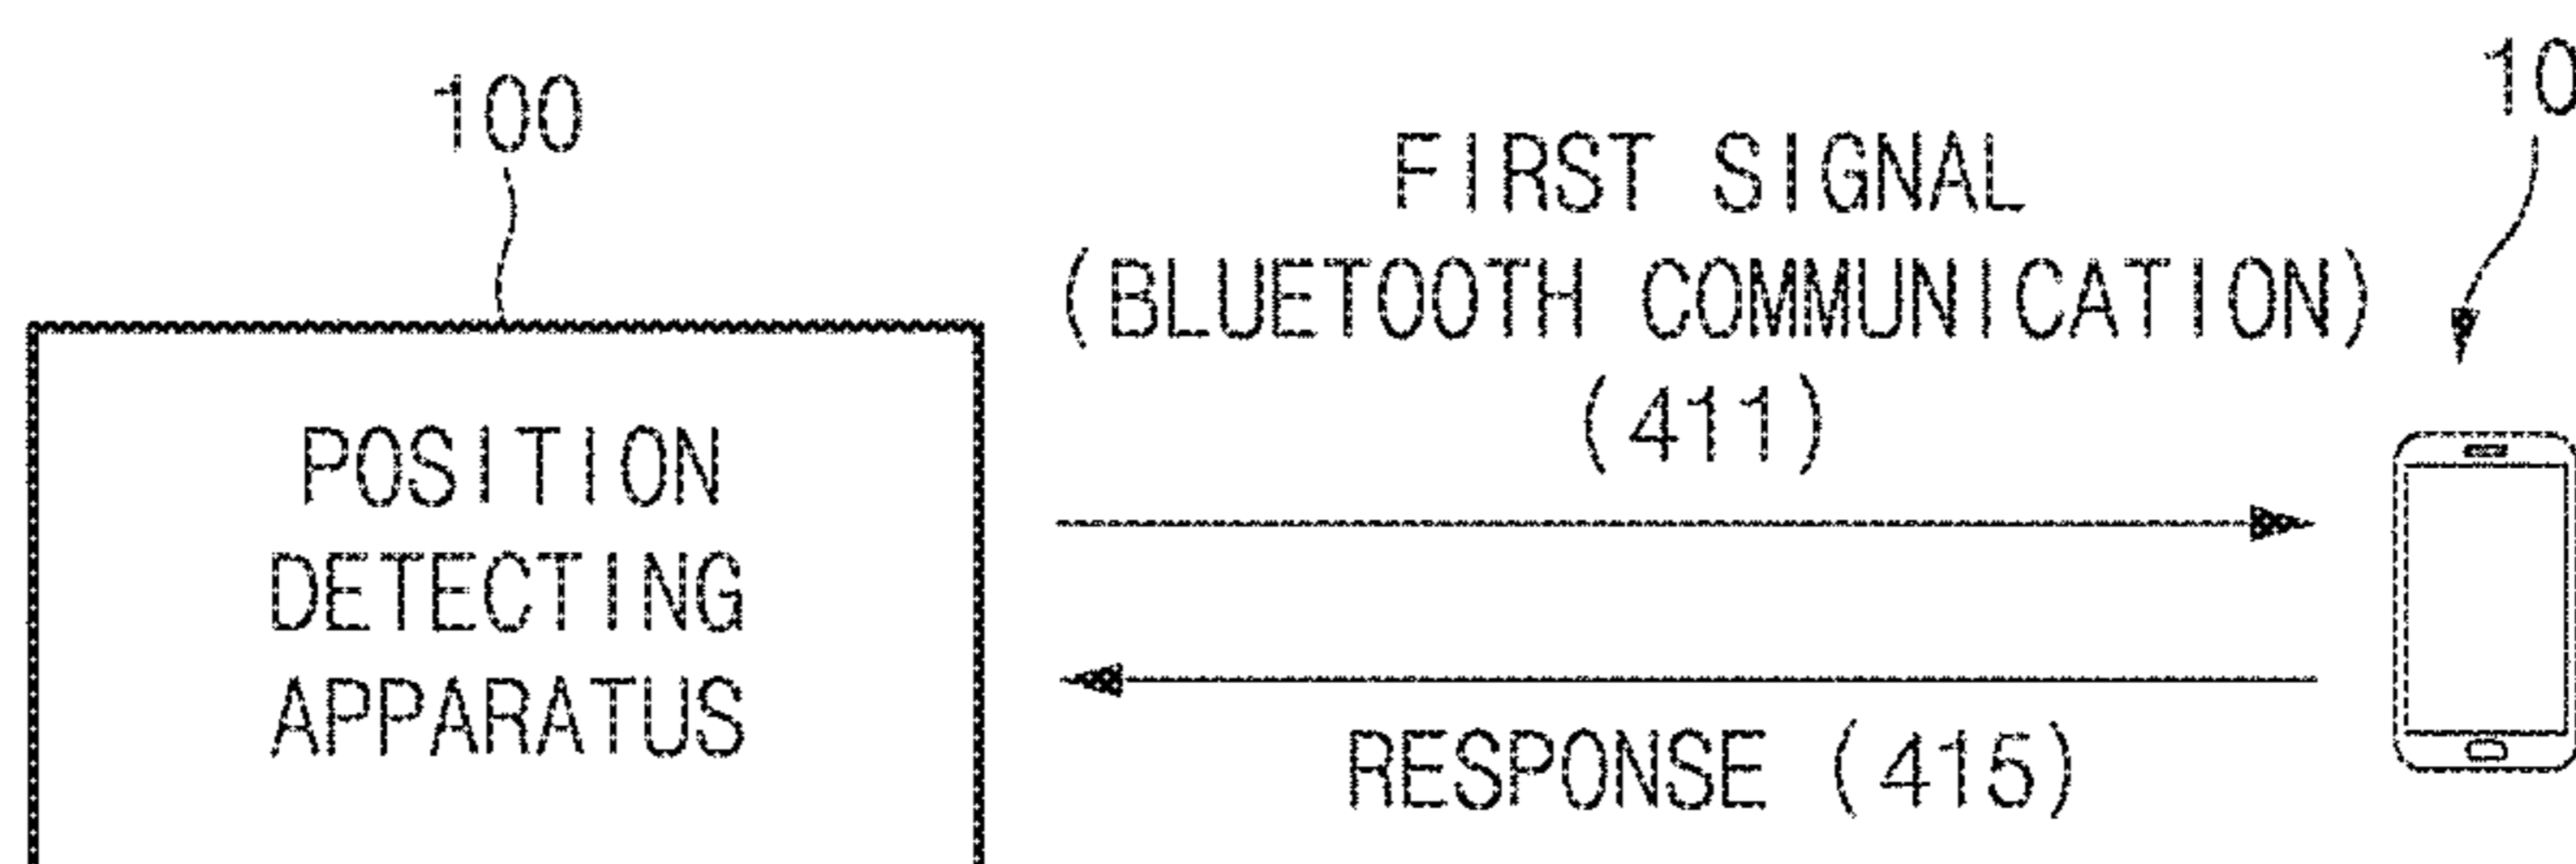 100
10
FIRST SIGNAL
(BLUETOOTH COMMUNICATION)
(411)
POSITION
DETECTING
APPARATUS
RESPONSE (415)